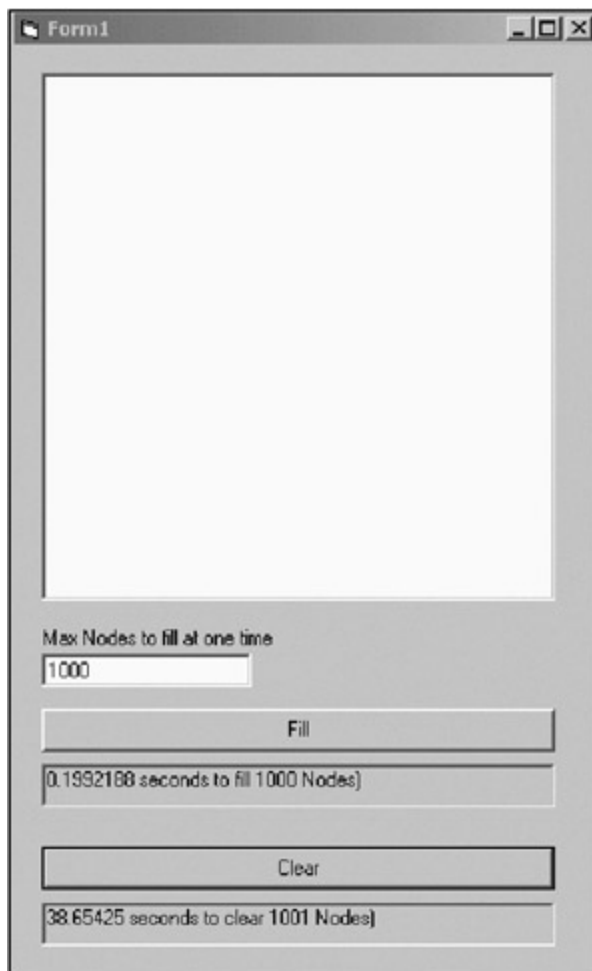 Form1
Max Nodes to fill at one time
1000
Fill
0.1992188 seconds to fill 1000 Nodes)
Clear
38.65425 seconds to clear 1001 Nodes)